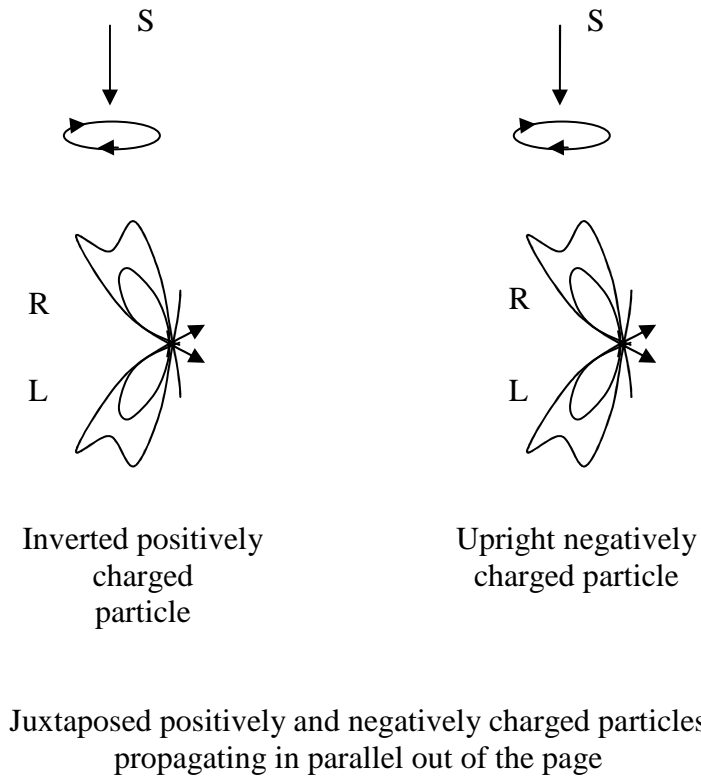 S S
R R
L L
Inverted positively
charged
particle
Upright negatively
charged particle
Juxtaposed positively and negatively charged particles
propagating in parallel out of the page